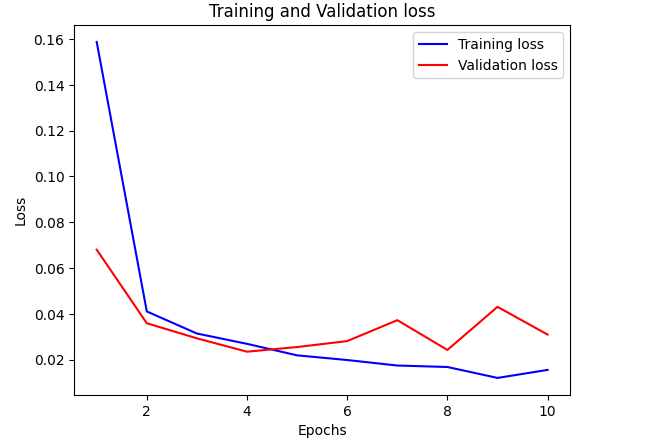 Training and Validation loss
Training loss
Validation loss
0.16
0.14
0.12
0.10
0.08
0.06
0.04
0.02
Loss
2 4 6 8 10
Epochs